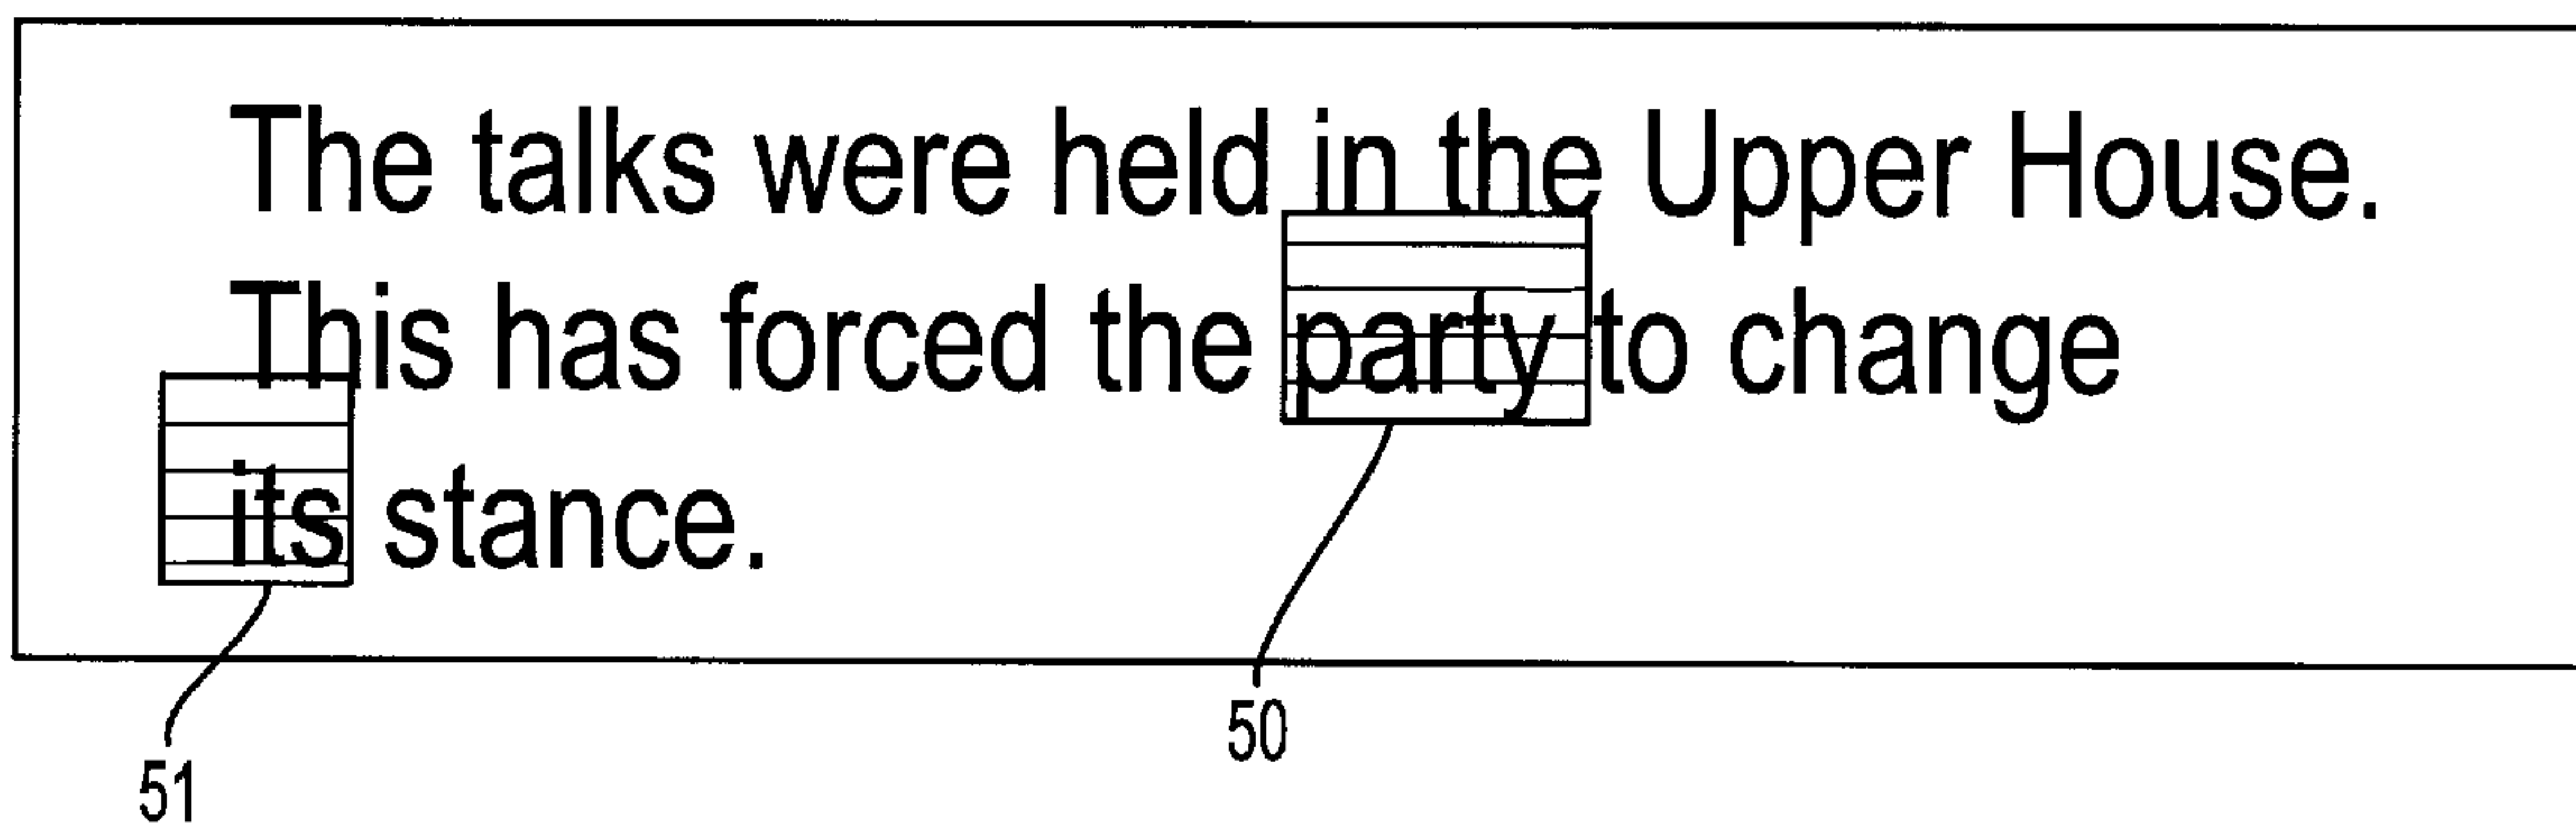 The talks were held in the Upper House.
This has forced the party to change
its stance.
50
51